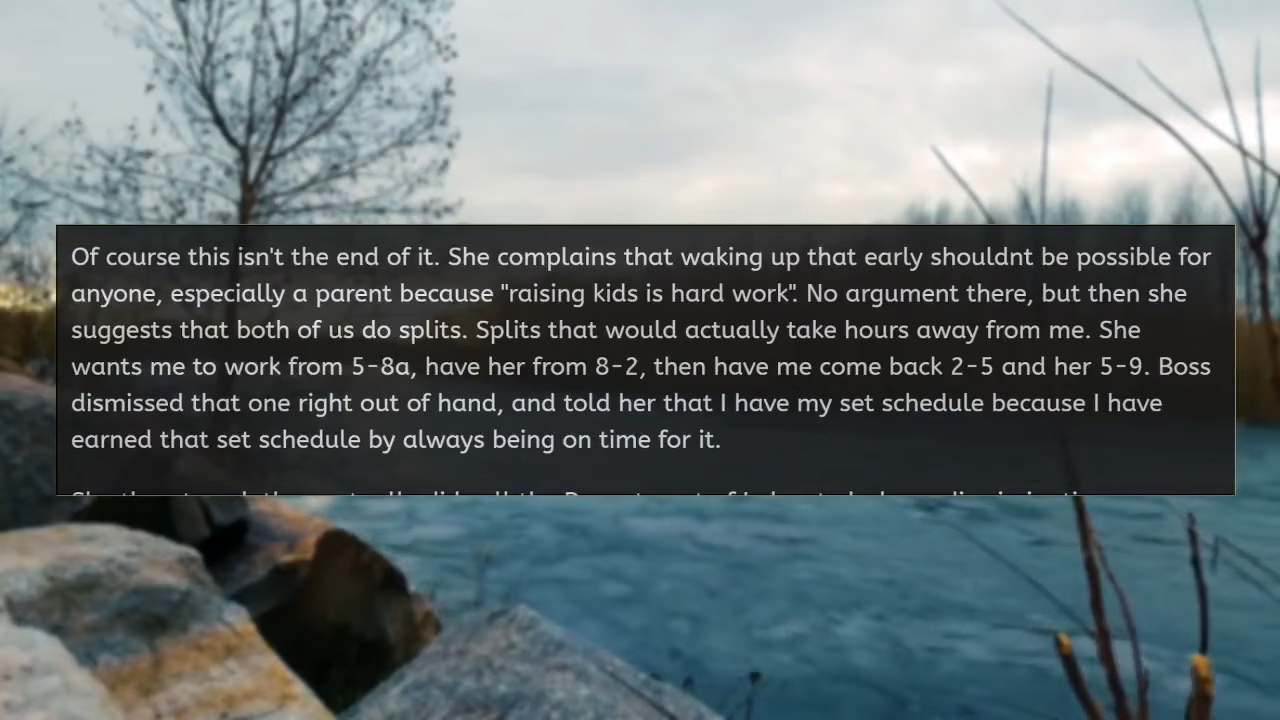 Of course this isn't the end of it. She complains that waking up that early shouldnt be possible for
anyone, especially a parent because "raising kids is hard work". No argument there, but then she
suggests that both of us do splits. Splits that would actually take hours away from me. She
wants me to work from 5-8a, have her from 8-2, then have me come back 2-5 and her 5-9. Boss
dismissed that one right out of hand, and told her that I have my set schedule because I have
earned that set schedule by always being on time for it.